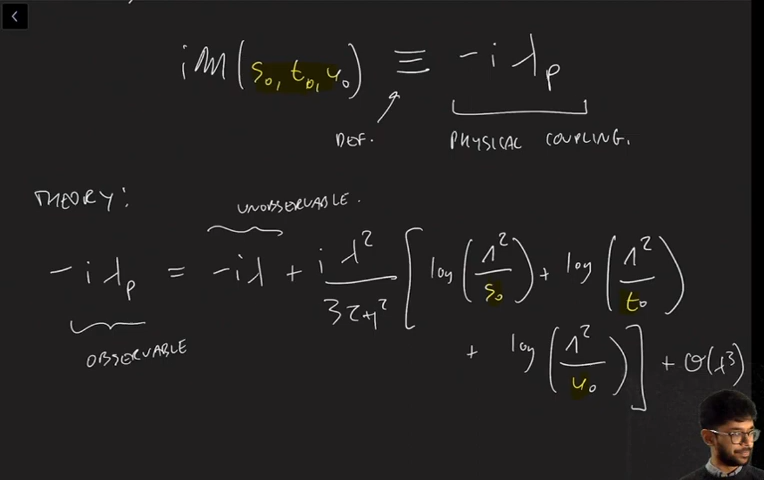 iM(s₀, t₀, u₀) ≡ -iλ_P
DEF.
PHYSICAL COUPLING.
THEORY:
UNOBSERVABLE.
-iλ_P = -iλ + iλ²/32π² [log(Λ²/s₀) + log(Λ²/t₀)
+ log(Λ²/u₀)] + O(λ³)
OBSERVABLE